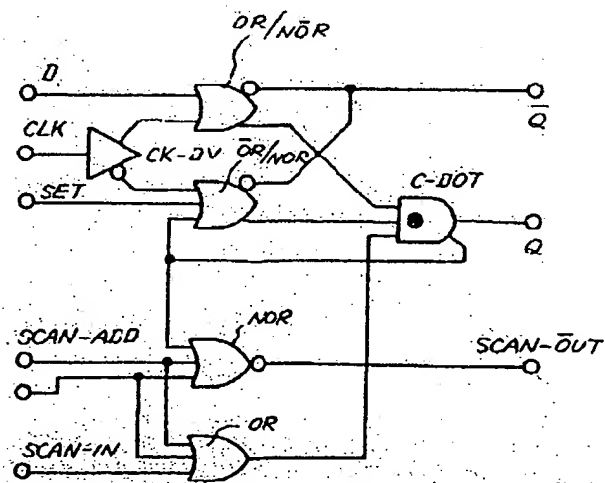 OR/NOR
D
Q̅
CLK
CK-DV
OR/NOR
C-DOT
SET
Q
NOR
SCAN-ADD
SCAN-OUT
OR
SCAN-IN